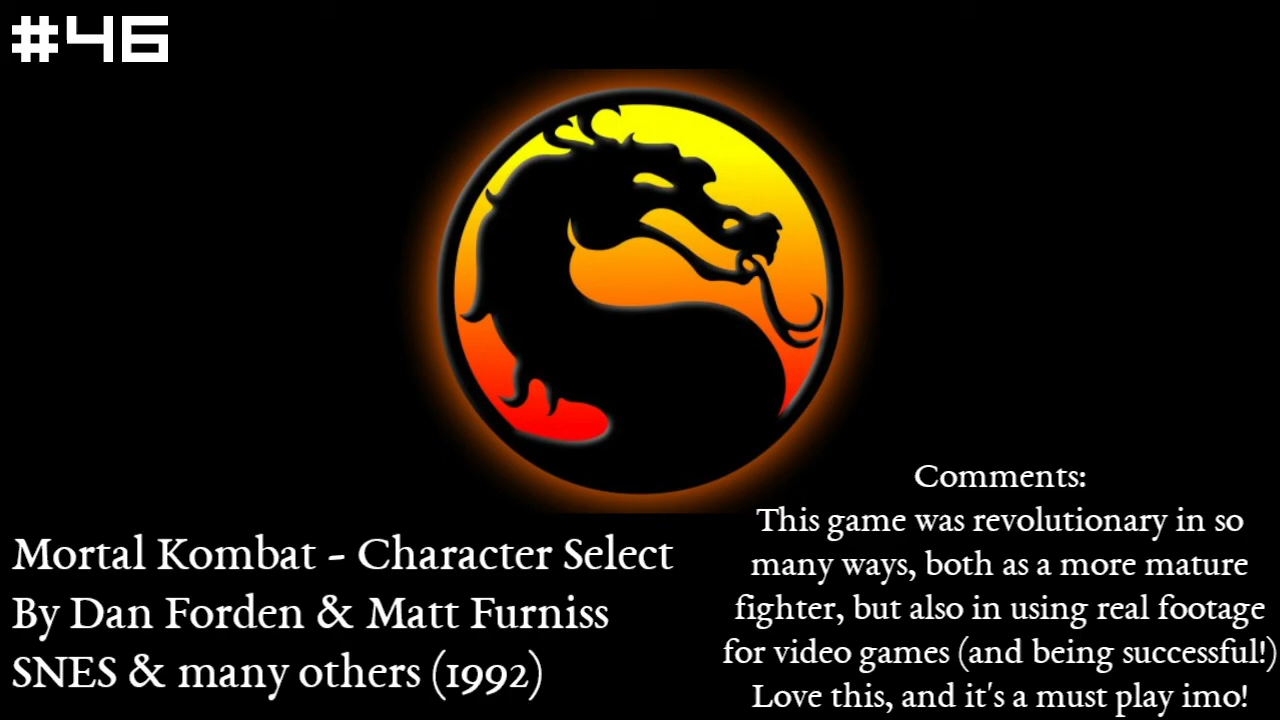 #46
Mortal Kombat - Character Select
By Dan Forden & Matt Furniss
SNES & many others (1992)
Comments:
This game was revolutionary in so
many ways, both as a more mature
fighter, but also in using real footage
for video games (and being successful!)
Love this, and it's a must play imo!